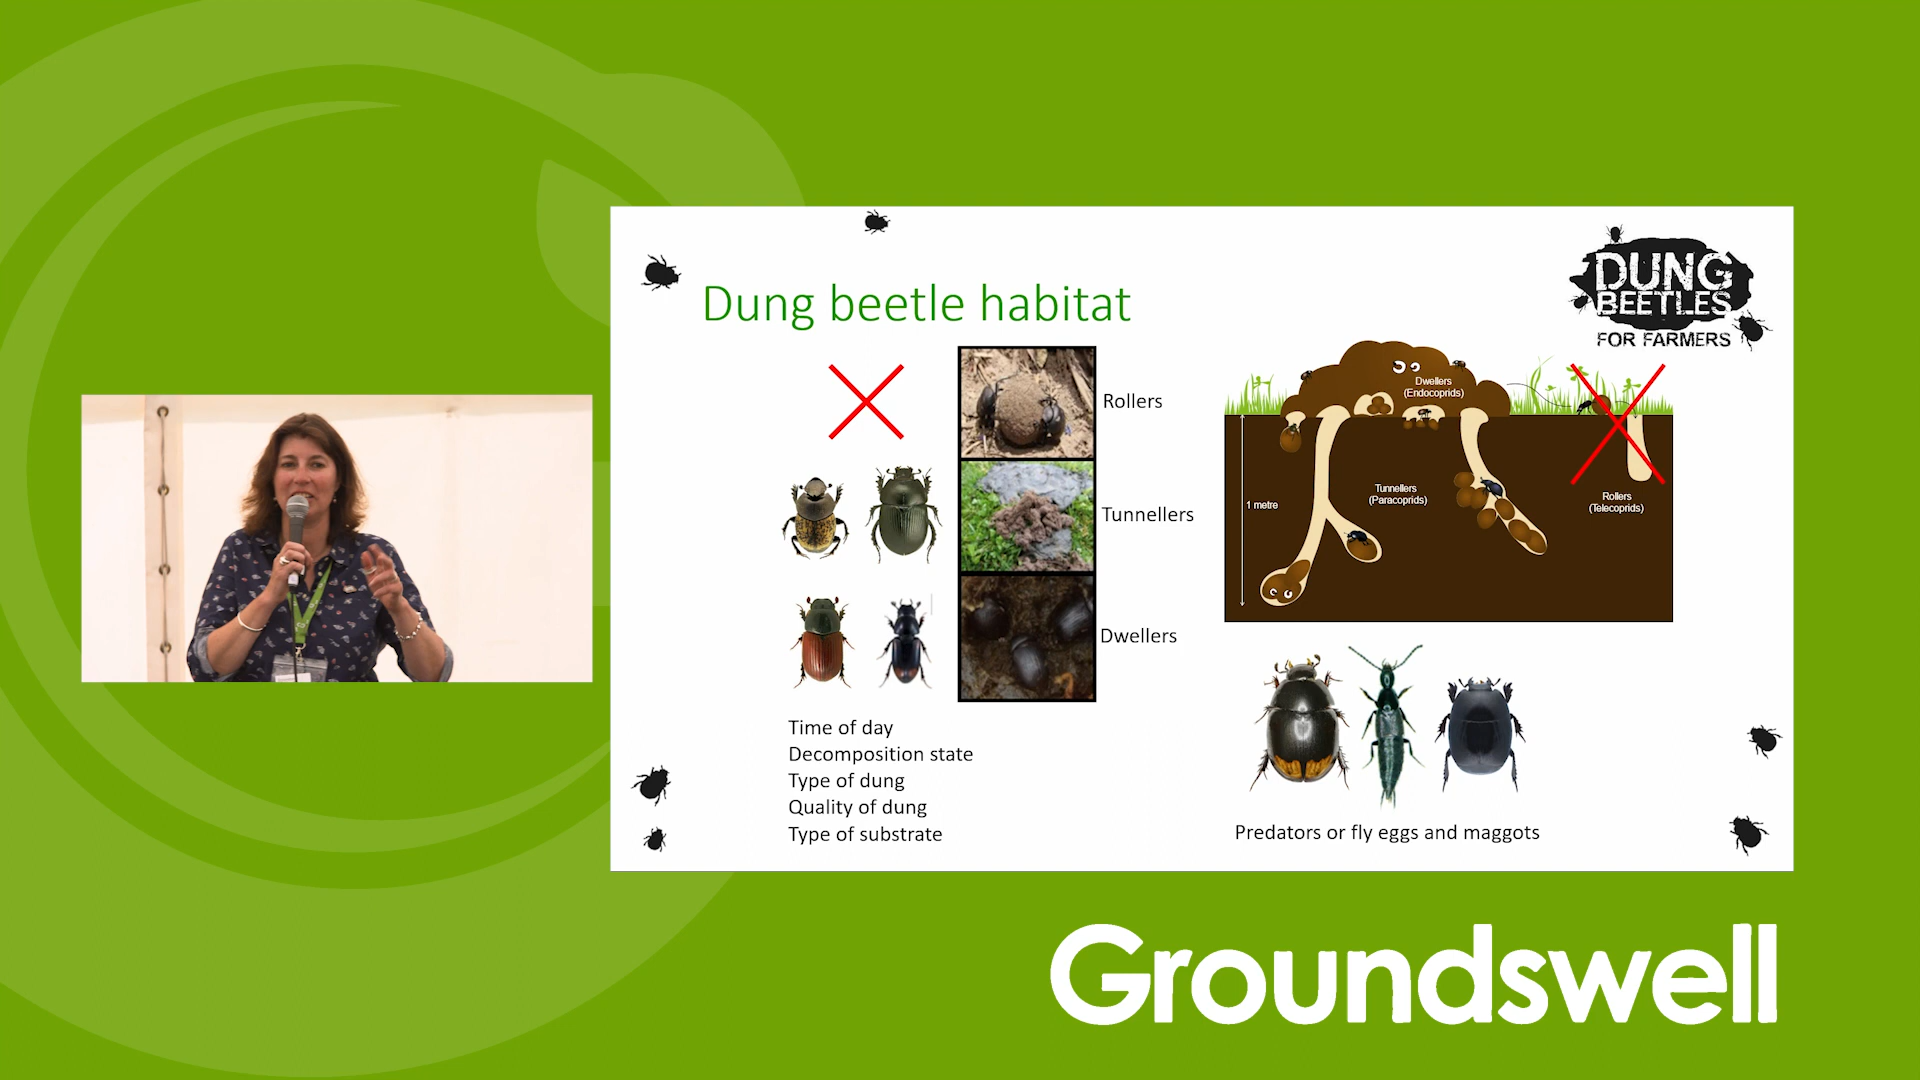 Dung beetle habitat
DUNG
BEETLES
FOR FARMERS
Rollers
Tunnellers
Dwellers
Time of day
Decomposition state
Type of dung
Quality of dung
Type of substrate
Dwellers
(Endocoprids)
1 metre
Tunnellers
(Paracoprids)
Rollers
(Telecoprids)
Predators or fly eggs and maggots
Groundswell